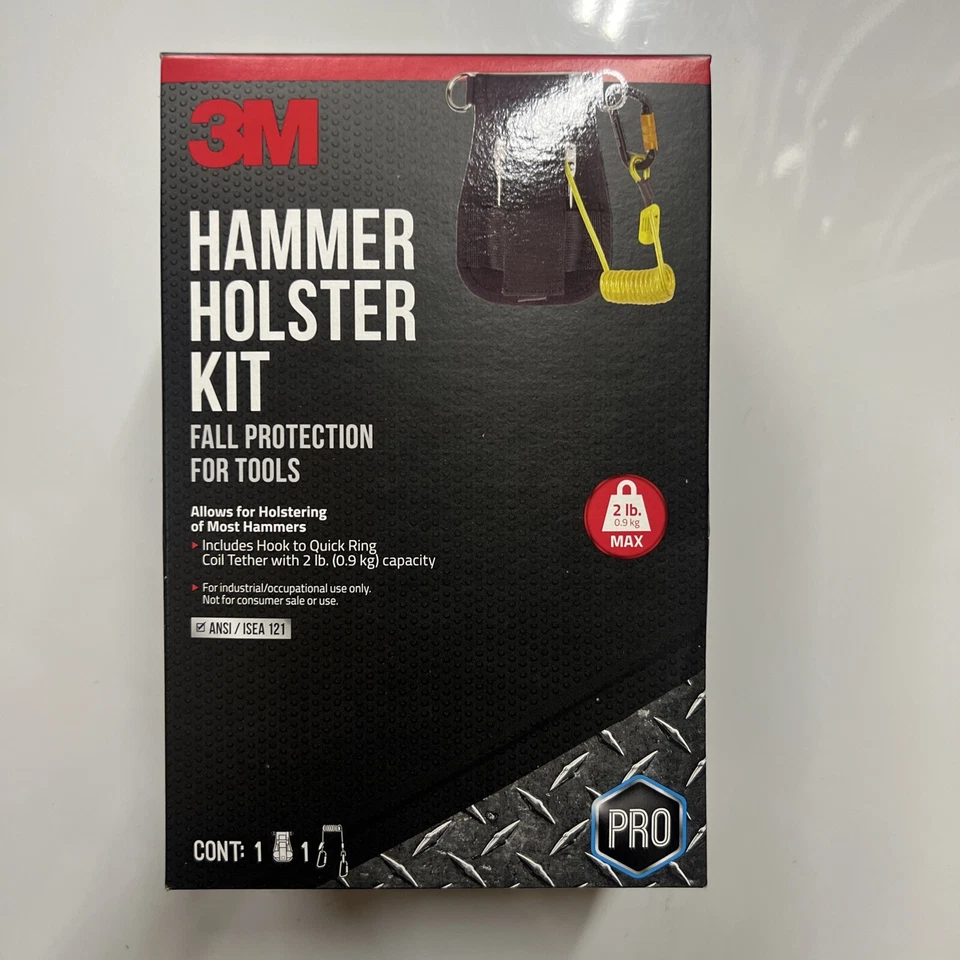 3M
HAMMER
HOLSTER
KIT
FALL PROTECTION
FOR TOOLS
Allows for Holstering
of Most Hammers
Includes Hook to Quick Ring
Coil Tether with 2 lb. (0.9 kg) capacity
For industrial/occupational use only.
Not for consumer sale or use.
ANSI / ISEA 121
2 lb.
0.9 kg
MAX
CONT: 1 1
PRO